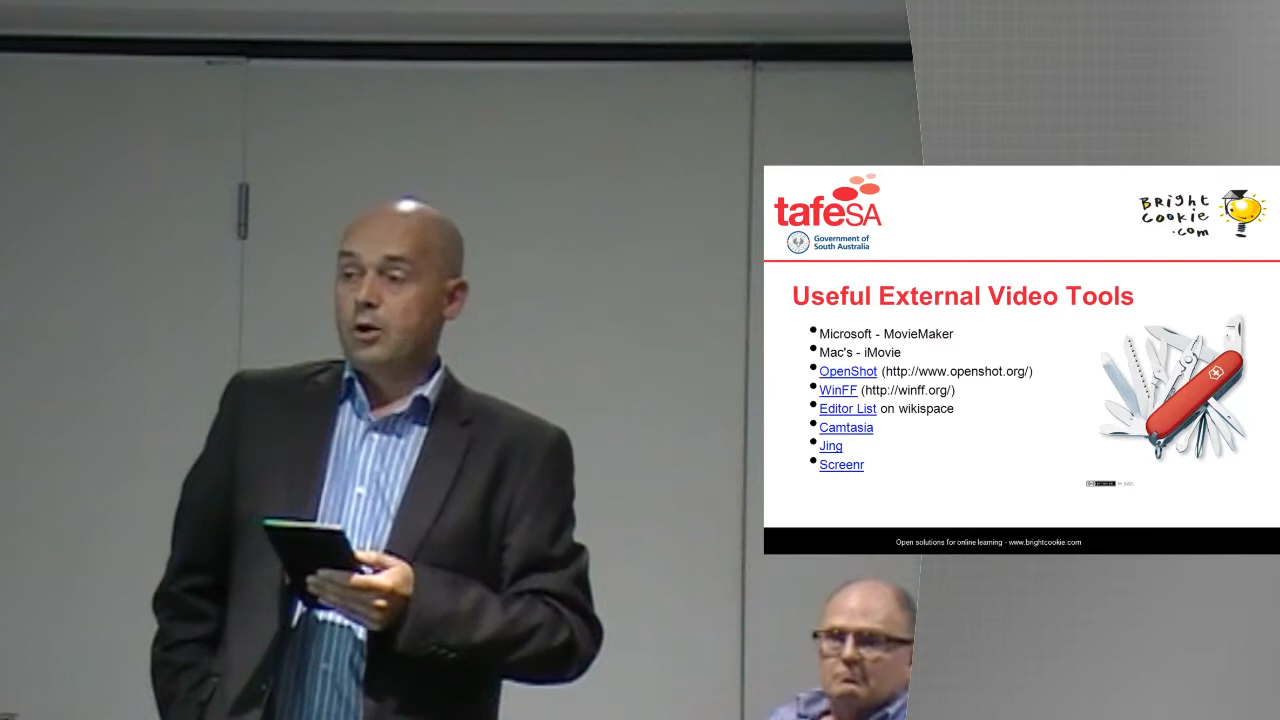 tafeSA
Government of
South Australia
BRight
COOKiE
.com
Useful External Video Tools
Microsoft - MovieMaker
Mac's - iMovie
OpenShot (http://www.openshot.org/)
WinFF (http://winff.org/)
Editor List on wikispace
Camtasia
Jing
Screenr
Open solutions for online learning - www.brightcookie.com